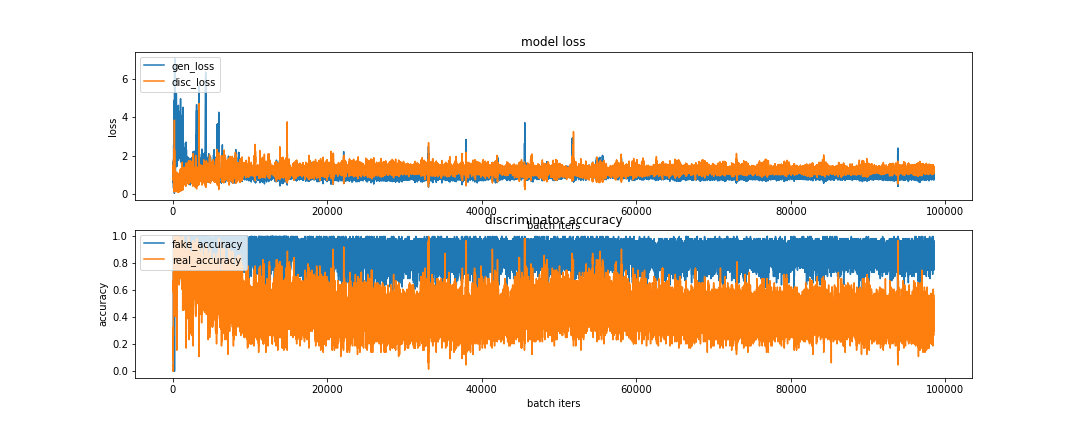 model loss
gen_loss
disc_loss
loss
6
4
2
0
0 20000 40000 60000 80000 100000
batch iters
discriminator accuracy
fake_accuracy
real_accuracy
accuracy
1.0
0.8
0.6
0.4
0.2
0.0
0 20000 40000 60000 80000 100000
batch iters